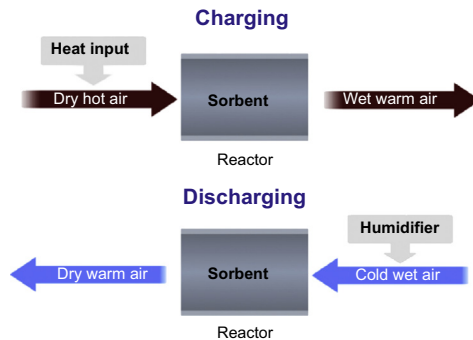 Charging
Heat input
Dry hot air
Sorbent
Wet warm air
Reactor
Discharging
Humidifier
Dry warm air
Sorbent
Cold wet air
Reactor